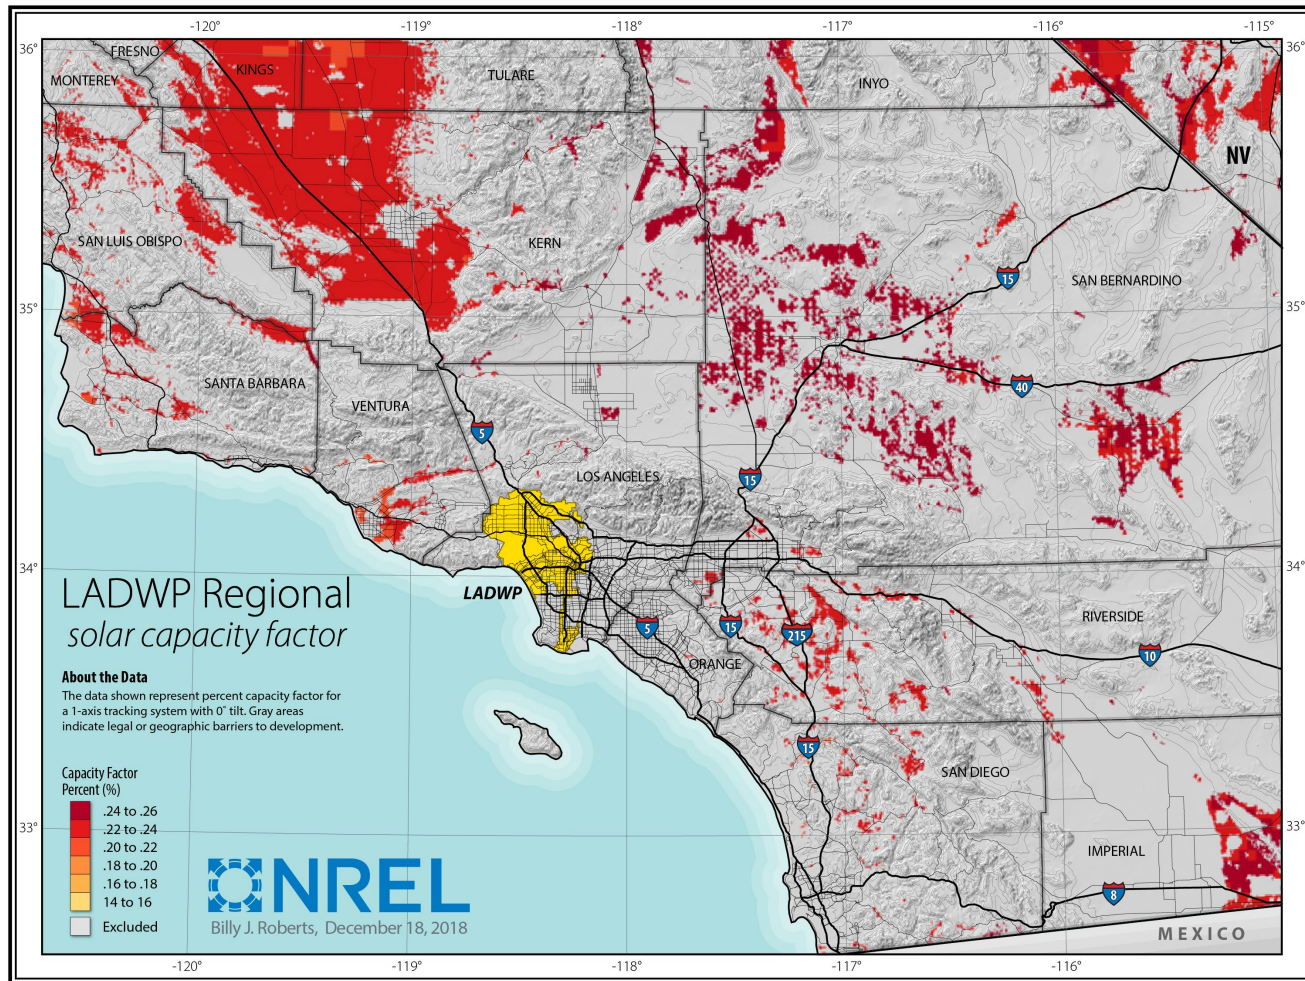 -120°
-119°
-118°
-117°
-116°
-115°
36°
36°
FRESNO
KINGS
MONTEREY
TULARE
INYO
NV
SAN LUIS OBISPO
KERN
15
SAN BERNARDINO
35°
35°
SANTA BARBARA
40
VENTURA
5
LOS ANGELES
15
34°
34°
LADWP
LADWP Regional
solar capacity factor
5
15
215
RIVERSIDE
10
ORANGE
About the Data
The data shown represent percent capacity factor for
a 1-axis tracking system with 0° tilt. Gray areas
indicate legal or geographic barriers to development.
15
SAN DIEGO
Capacity Factor
Percent (%)
.24 to .26
.22 to .24
.20 to .22
.18 to .20
.16 to .18
14 to 16
Excluded
33°
33°
IMPERIAL
8
NREL
Billy J. Roberts, December 18, 2018
MEXICO
-120°
-119°
-118°
-117°
-116°